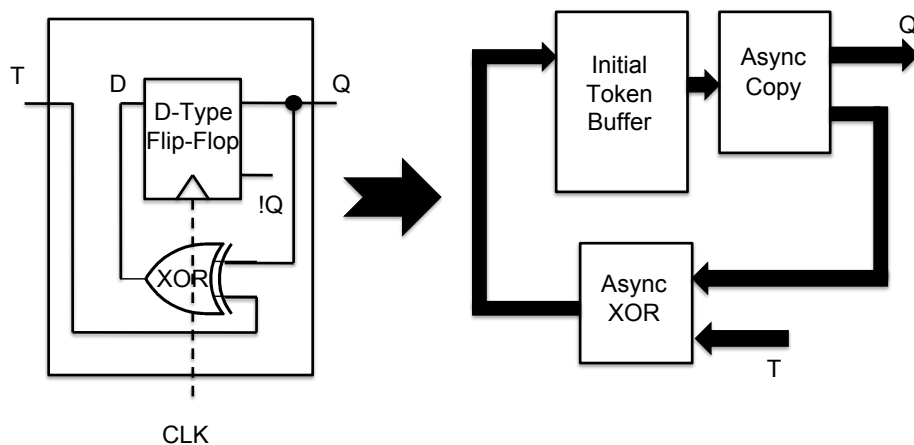 T
D
Q
D-Type
Flip-Flop
!Q
XOR
CLK
Initial
Token
Buffer
Async
Copy
Q
Async
XOR
T